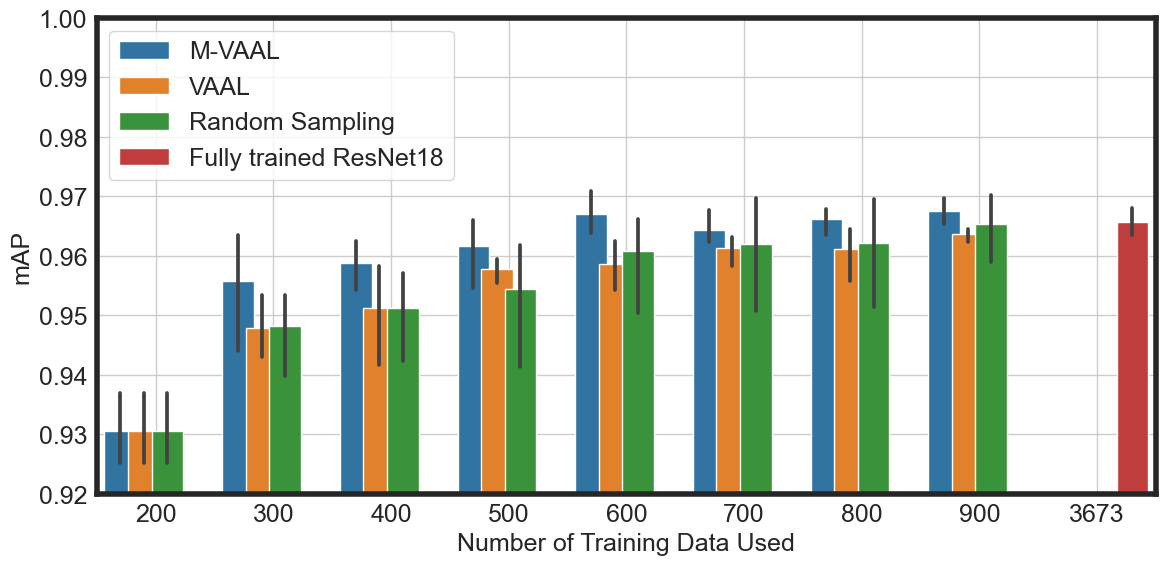 M-VAAL
VAAL
Random Sampling
Fully trained ResNet18
1.00
0.99
0.98
0.97
0.96
0.95
0.94
0.93
0.92
mAP
200 300 400 500 600 700 800 900 3673
Number of Training Data Used